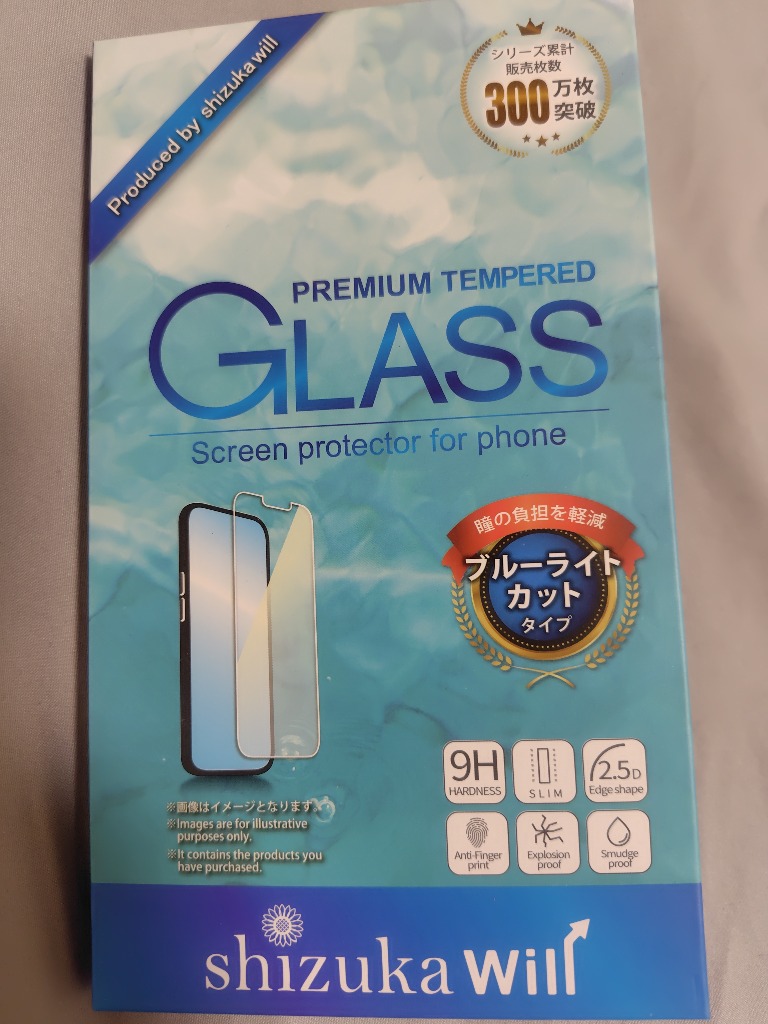 Produced by shizuka will
シリーズ累計
販売枚数
300万枚
突破
PREMIUM TEMPERED
GLASS
Screen protector for phone
瞳の負担を軽減
ブルーライト
カット
タイプ
9H
HARDNESS
SLIM
2.5D
Edge shape
Anti-Finger
print
Explosion
proof
Smudge
proof
※画像はイメージとなります。
※Images are for illustrative
purposes only.
※It contains the products you
have purchased.
shizuka will